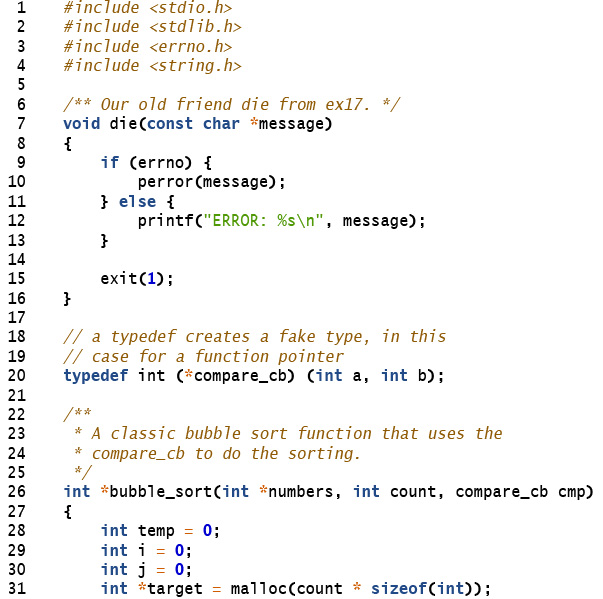 1 #include <stdio.h>
2 #include <stdlib.h>
3 #include <errno.h>
4 #include <string.h>
5
6 /** Our old friend die from ex17. */
7 void die(const char *message)
8 {
9     if (errno) {
10         perror(message);
11     } else {
12         printf("ERROR: %s\n", message);
13     }
14
15     exit(1);
16 }
17
18 // a typedef creates a fake type, in this
19 // case for a function pointer
20 typedef int (*compare_cb) (int a, int b);
21
22 /**
23  * A classic bubble sort function that uses the
24  * compare_cb to do the sorting.
25  */
26 int *bubble_sort(int *numbers, int count, compare_cb cmp)
27 {
28     int temp = 0;
29     int i = 0;
30     int j = 0;
31     int *target = malloc(count * sizeof(int));